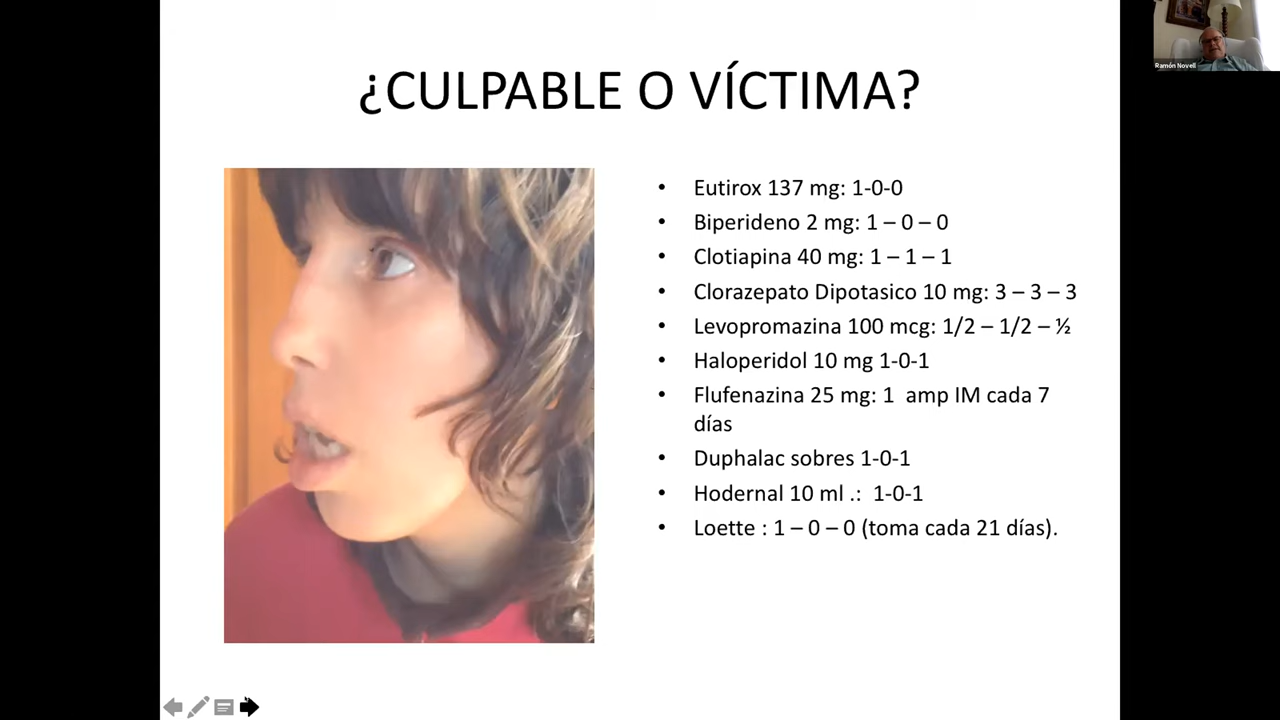 ¿CULPABLE O VÍCTIMA?
Ramón Novell
• Eutirox 137 mg: 1-0-0
• Biperideno 2 mg: 1 – 0 – 0
• Clotiapina 40 mg: 1 – 1 – 1
• Clorazepato Dipotasico 10 mg: 3 – 3 – 3
• Levopromazina 100 mcg: 1/2 – 1/2 – ½
• Haloperidol 10 mg 1-0-1
• Flufenazina 25 mg: 1 amp IM cada 7
días
• Duphalac sobres 1-0-1
• Hodernal 10 ml .: 1-0-1
• Loette : 1 – 0 – 0 (toma cada 21 días).